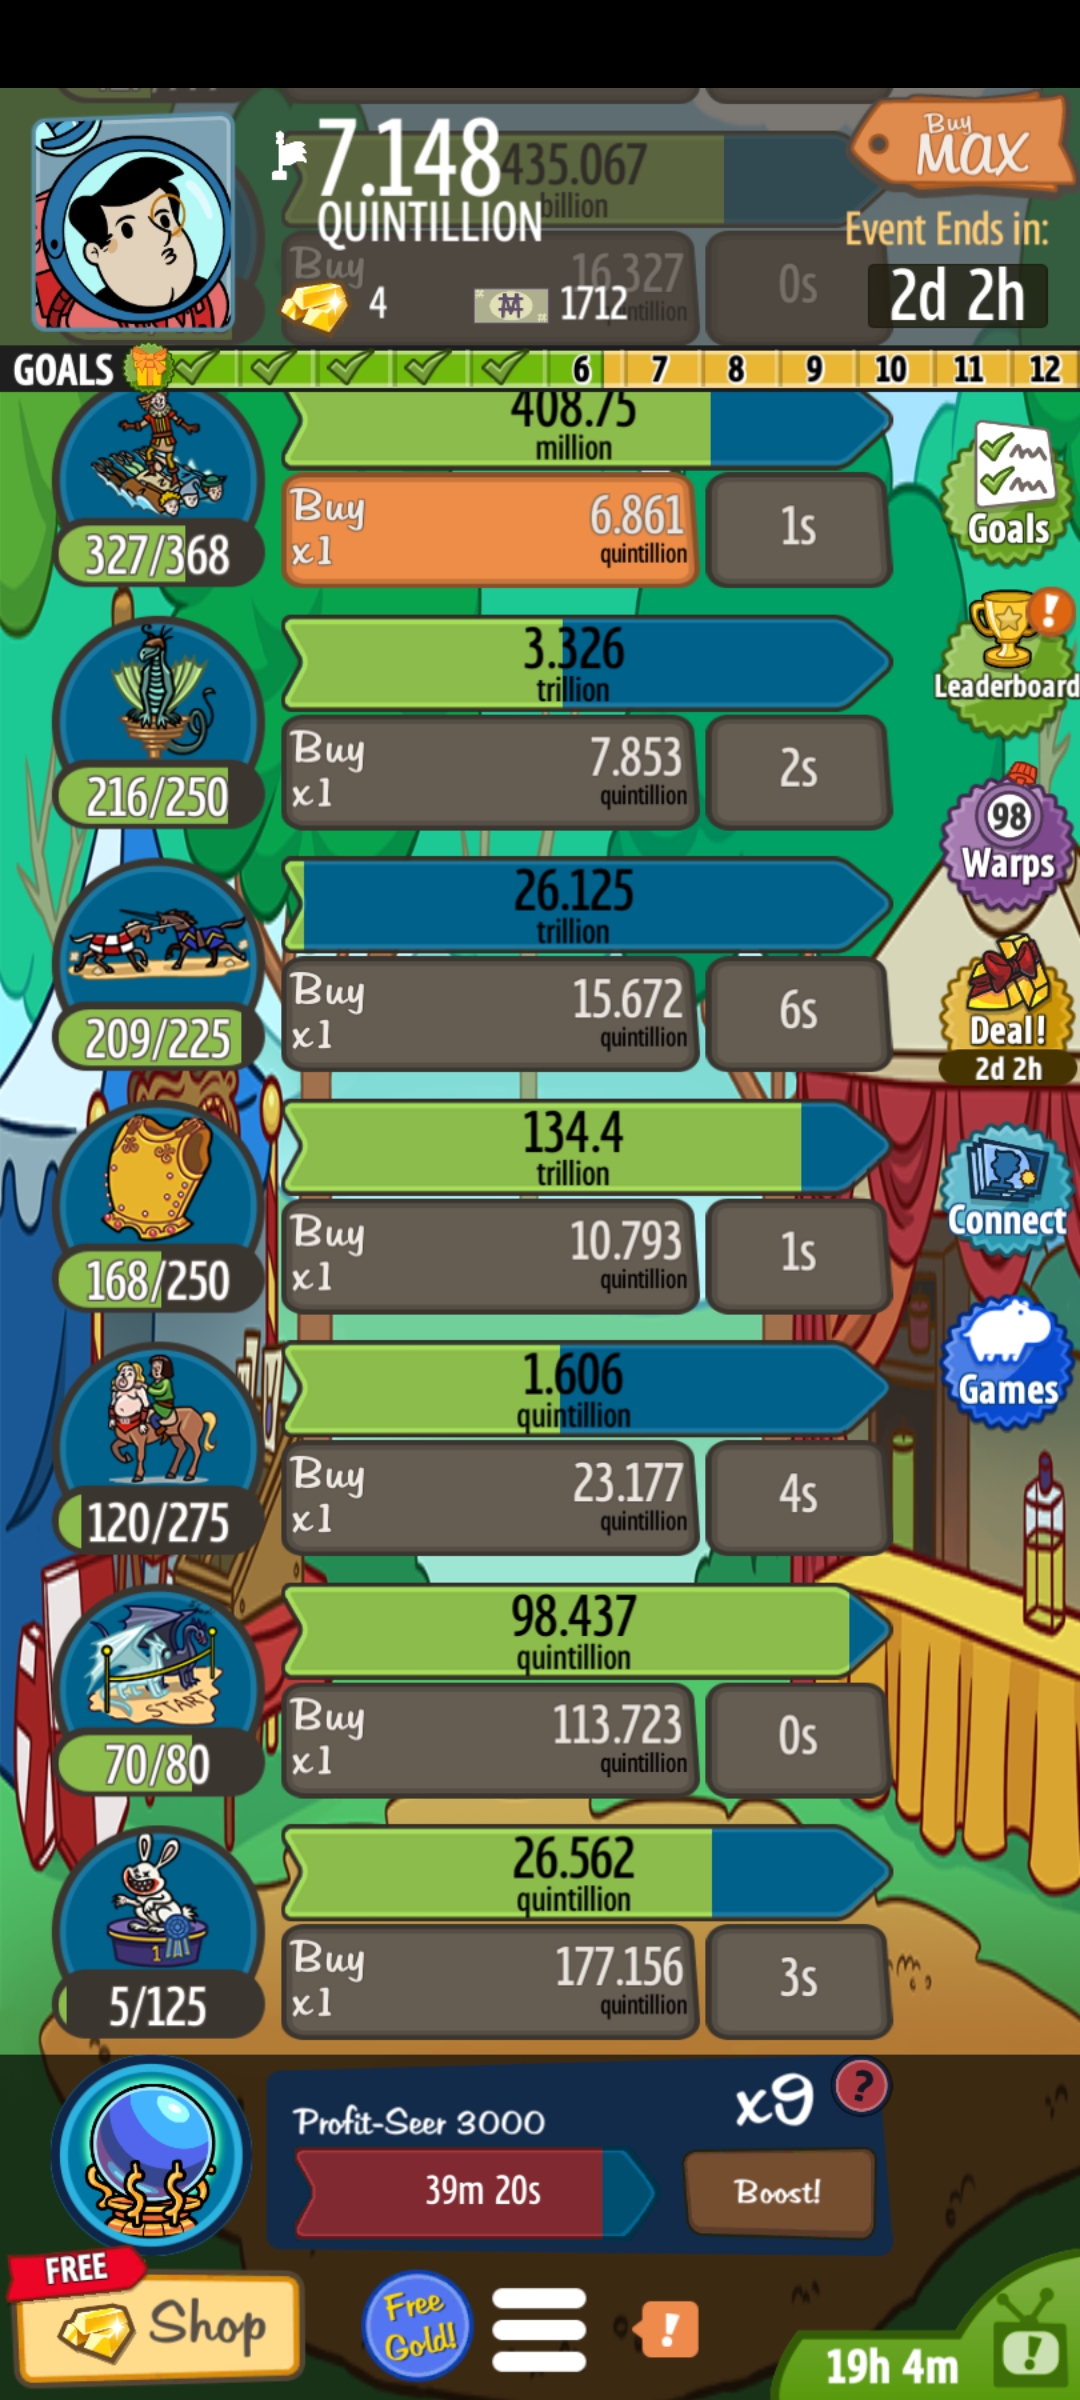 7.148
QUINTILLION
435.067
billion
Buy
MAX
Event Ends in:
2d 2h
Buy
16.327
0s
4
1712
GOALS 6 7 8 9 10 11 12
408.75
million
327/368
Buy
x1
6.861
quintillion
1s
Goals
3.326
trillion
216/250
Buy
x1
7.853
quintillion
2s
Leaderboard
98
Warps
26.125
trillion
209/225
Buy
x1
15.672
quintillion
6s
Deal!
2d 2h
134.4
trillion
168/250
Buy
x1
10.793
quintillion
1s
Connect
1.606
quintillion
120/275
Buy
x1
23.177
quintillion
4s
Games
98.437
quintillion
START
70/80
Buy
x1
113.723
quintillion
0s
26.562
quintillion
1
5/125
Buy
x1
177.156
quintillion
3s
Profit-Seer 3000
x9
?
39m 20s
Boost!
FREE
Shop
Free
Gold!
!
19h 4m
!